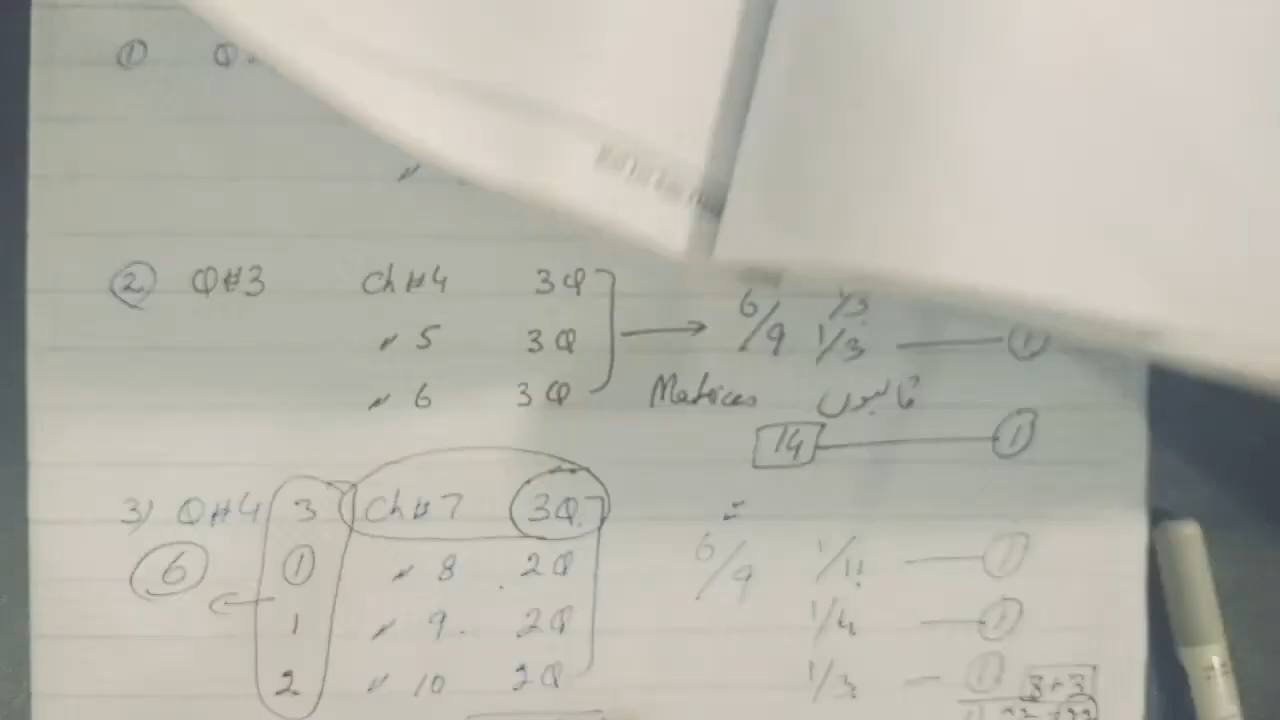 ① Q.
②  Q#3  Ch#4  3Q  6/9  1/3
〃 5  3Q  1/3  ①
〃 6  3Q  Matrices  قالبوں
14  ①
3) Q#4  3  Ch#7  3Q
⑥  ①  〃 8  2Q  6/9  ①
1  〃 9.  2Q  1/4  ①
2  〃 10  2Q  1/3  ①  3+3